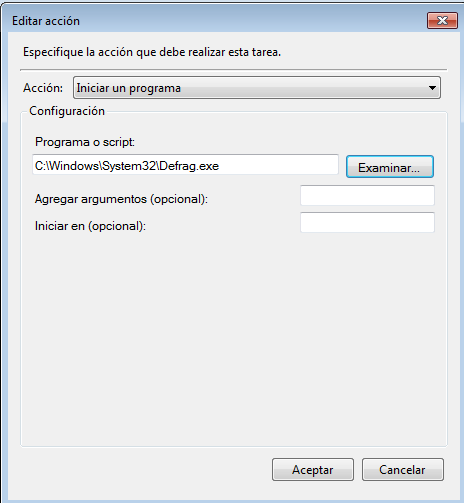 Editar acción
Especifique la acción que debe realizar esta tarea.
Acción: Iniciar un programa
Configuración
Programa o script:
C:\Windows\System32\Defrag.exe Examinar...
Agregar argumentos (opcional):
Iniciar en (opcional):
Aceptar Cancelar